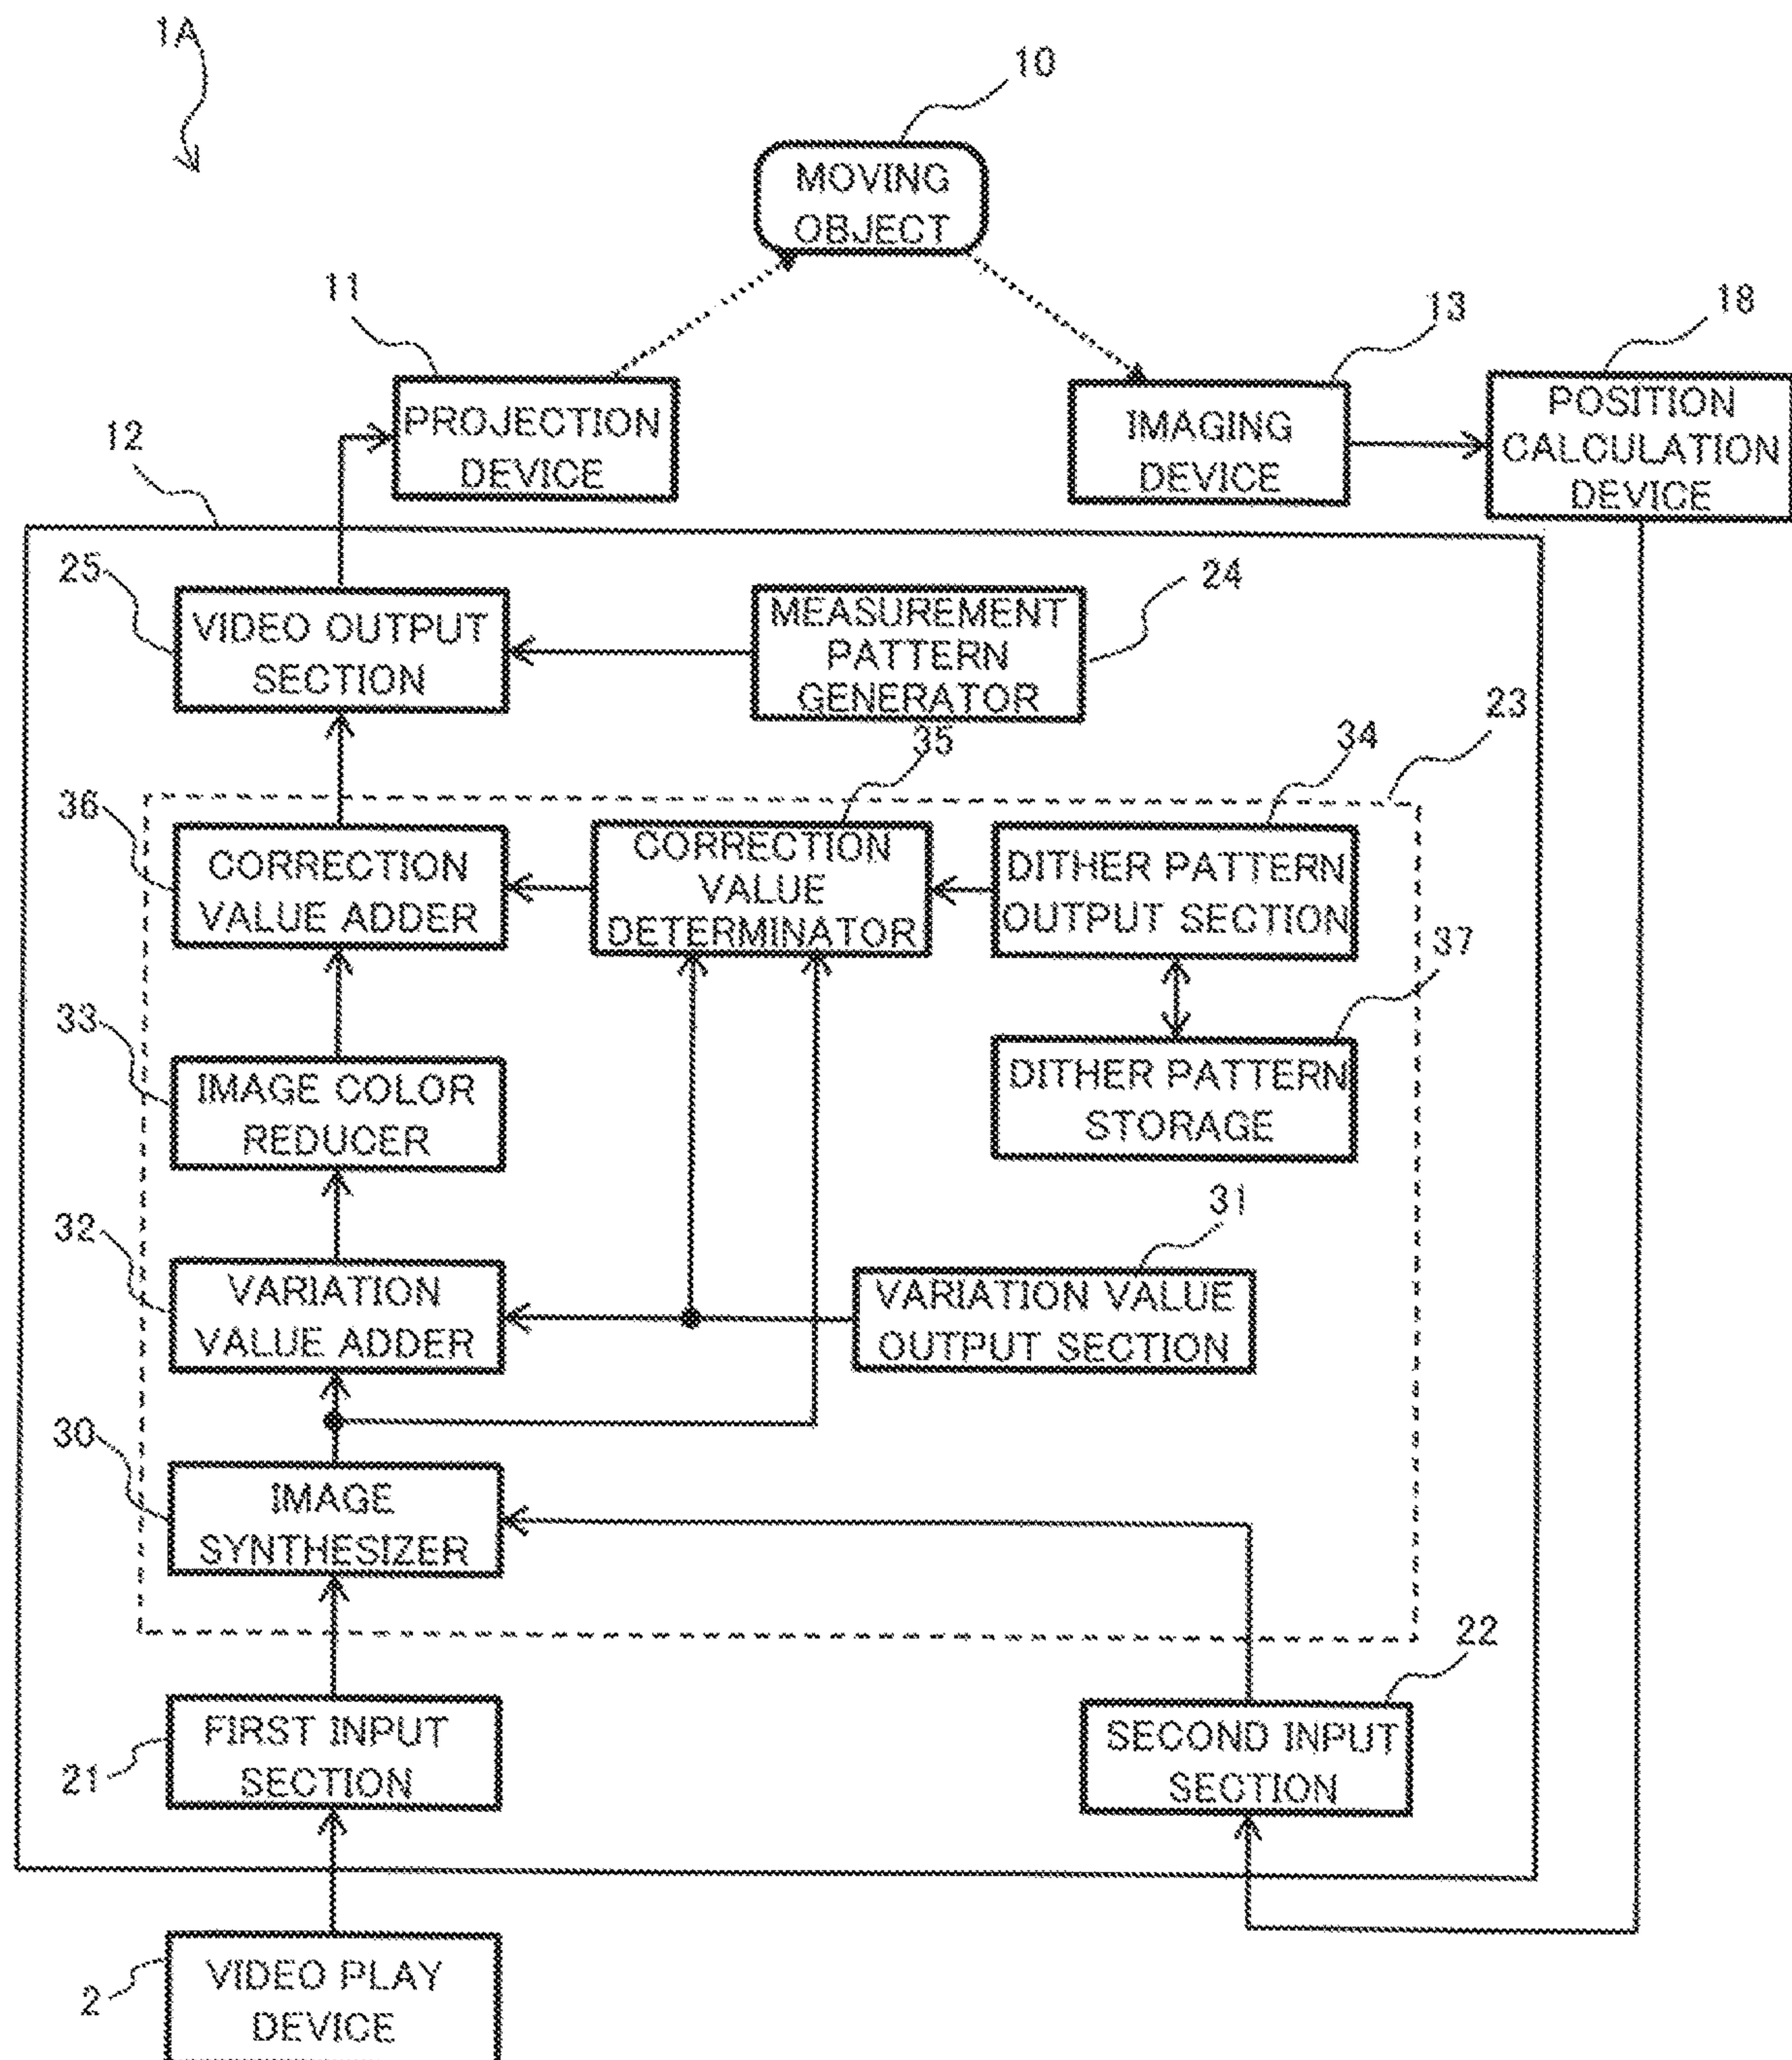 1A
10
MOVING
OBJECT
11
13
18
PROJECTION
DEVICE
IMAGING
DEVICE
POSITION
CALCULATION
DEVICE
12
25
VIDEO OUTPUT
SECTION
MEASUREMENT
PATTERN
GENERATOR
24
23
35
34
36
CORRECTION
VALUE ADDER
CORRECTION
VALUE
DETERMINATOR
DITHER PATTERN
OUTPUT SECTION
37
33
IMAGE COLOR
REDUCER
DITHER PATTERN
STORAGE
31
32
VARIATION
VALUE ADDER
VARIATION VALUE
OUTPUT SECTION
30
IMAGE
SYNTHESIZER
22
21
FIRST INPUT
SECTION
SECOND INPUT
SECTION
2
VIDEO PLAY
DEVICE